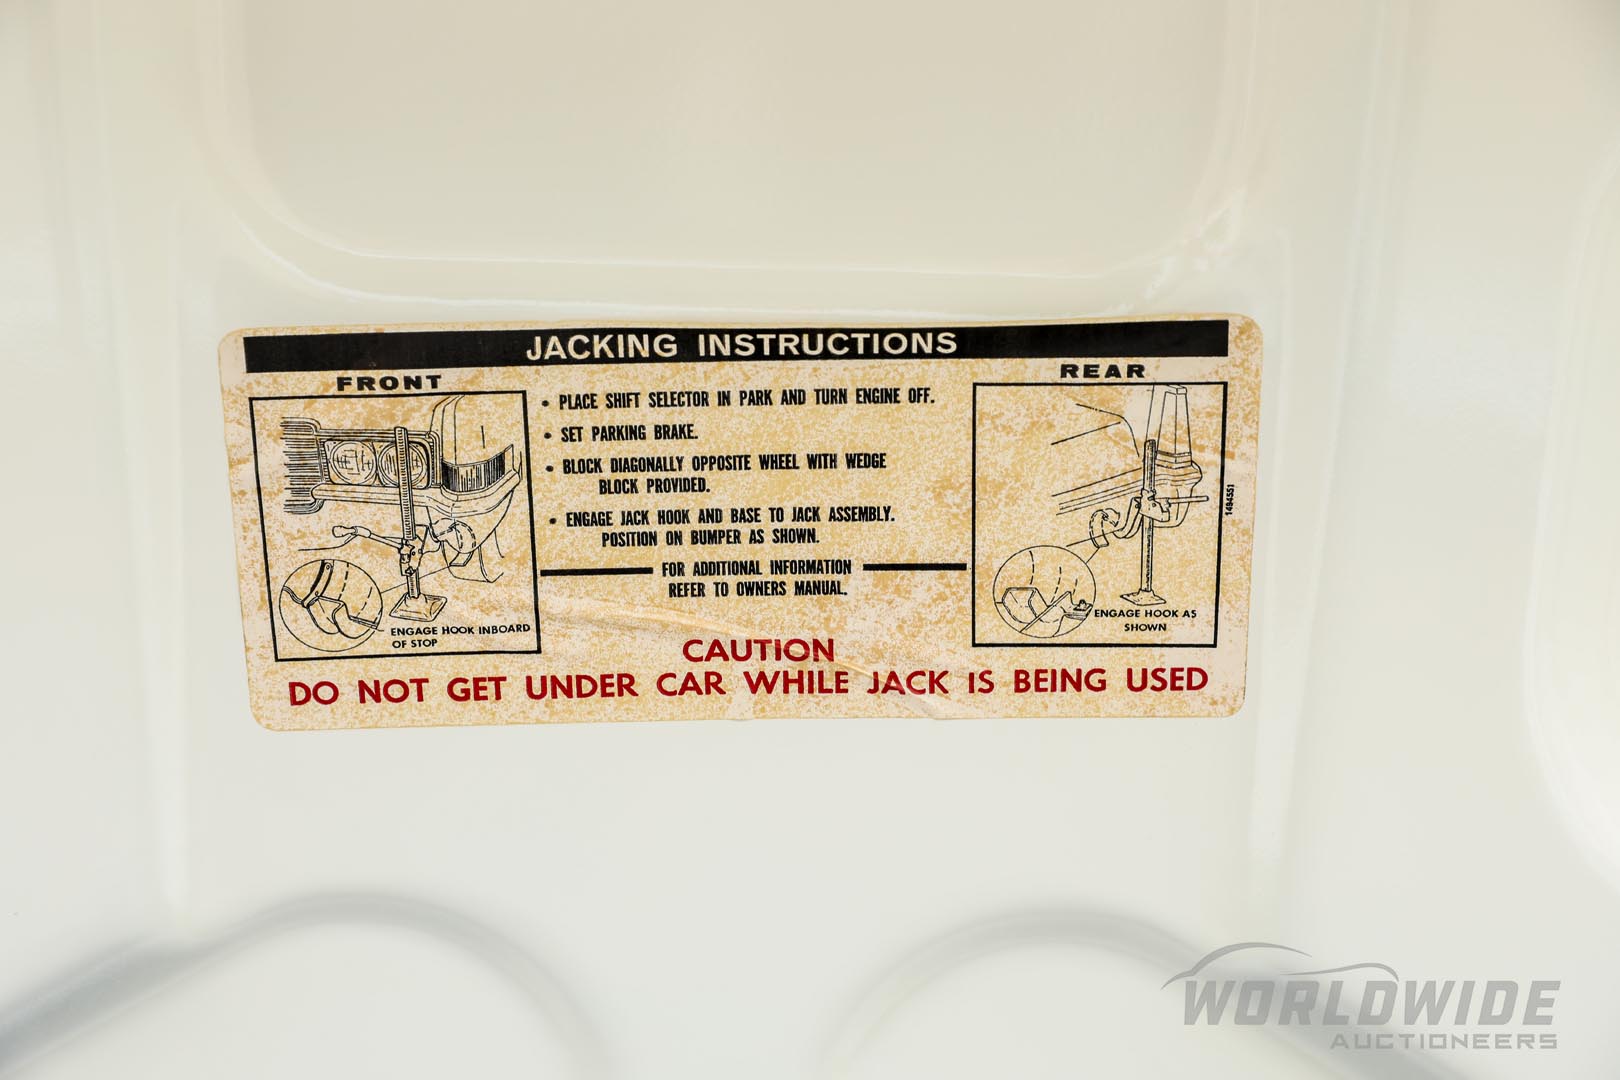 JACKING INSTRUCTIONS
FRONT
ENGAGE HOOK INBOARD
OF STOP
• PLACE SHIFT SELECTOR IN PARK AND TURN ENGINE OFF.
• SET PARKING BRAKE.
• BLOCK DIAGONALLY OPPOSITE WHEEL WITH WEDGE
BLOCK PROVIDED.
• ENGAGE JACK HOOK AND BASE TO JACK ASSEMBLY.
POSITION ON BUMPER AS SHOWN.
FOR ADDITIONAL INFORMATION
REFER TO OWNERS MANUAL.
REAR
ENGAGE HOOK AS
SHOWN
1484551
CAUTION
DO NOT GET UNDER CAR WHILE JACK IS BEING USED
WORLDWIDE
AUCTIONEERS